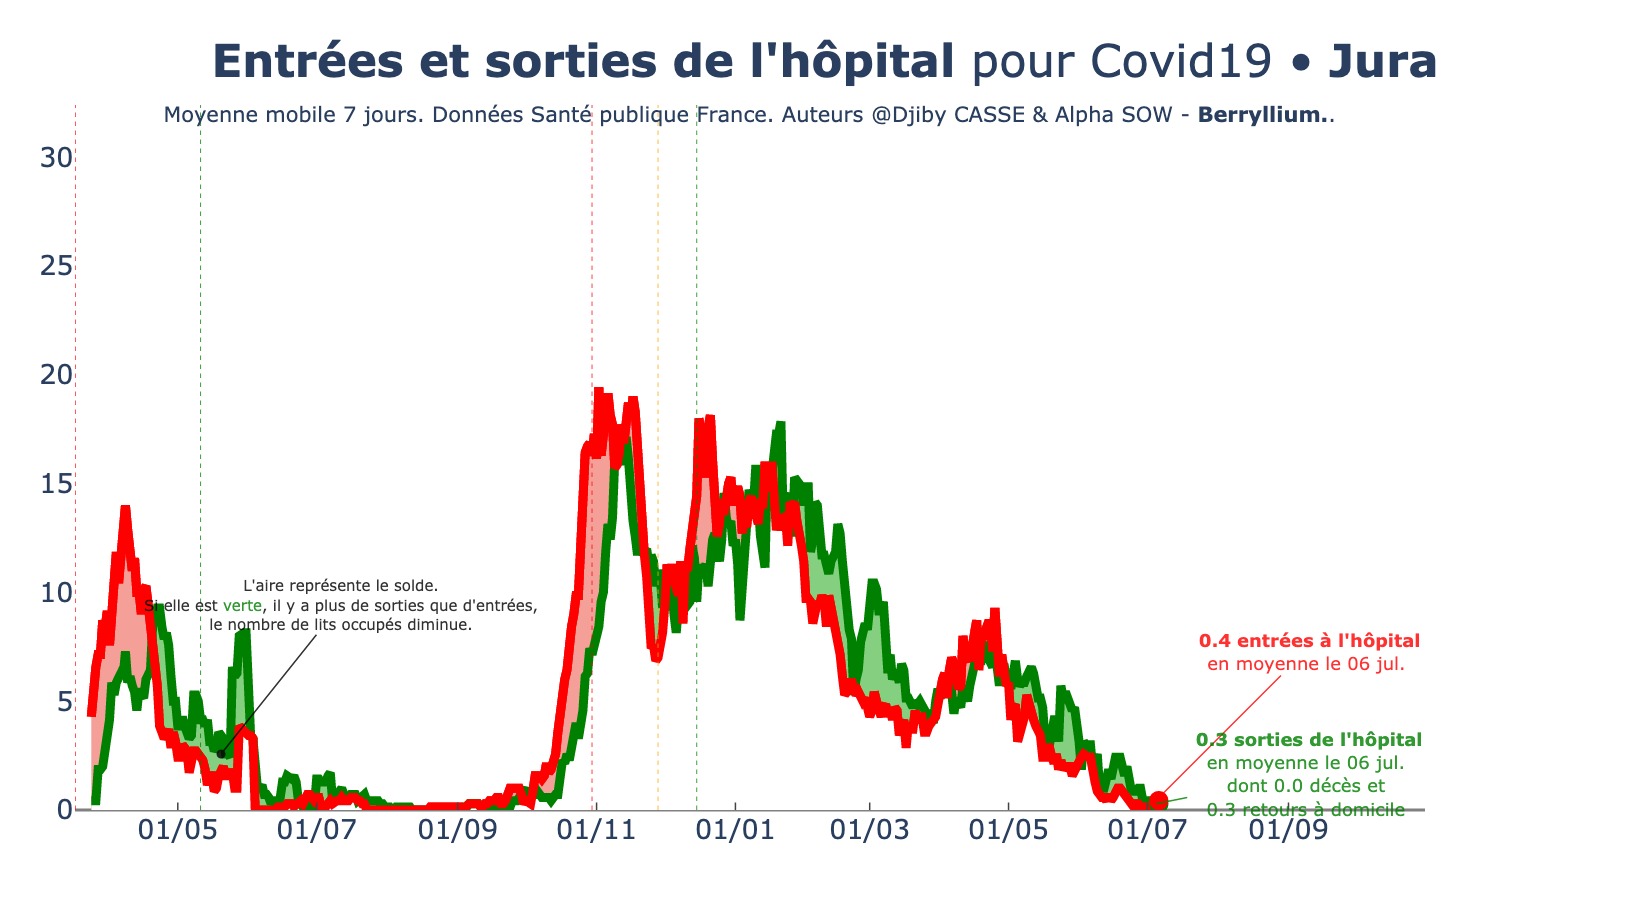 Entrées et sorties de l'hôpital pour Covid19 • Jura
Moyenne mobile 7 jours. Données Santé publique France. Auteurs @Djiby CASSE & Alpha SOW - Berryllium..
30
25
20
15
10
5
0
L'aire représente le solde.
Si elle est verte, il y a plus de sorties que d'entrées,
le nombre de lits occupés diminue.
0.4 entrées à l'hôpital
en moyenne le 06 jul.
0.3 sorties de l'hôpital
en moyenne le 06 jul.
dont 0.0 décès et
0.3 retours à domicile
01/05 01/07 01/09 01/11 01/01 01/03 01/05 01/07 01/09